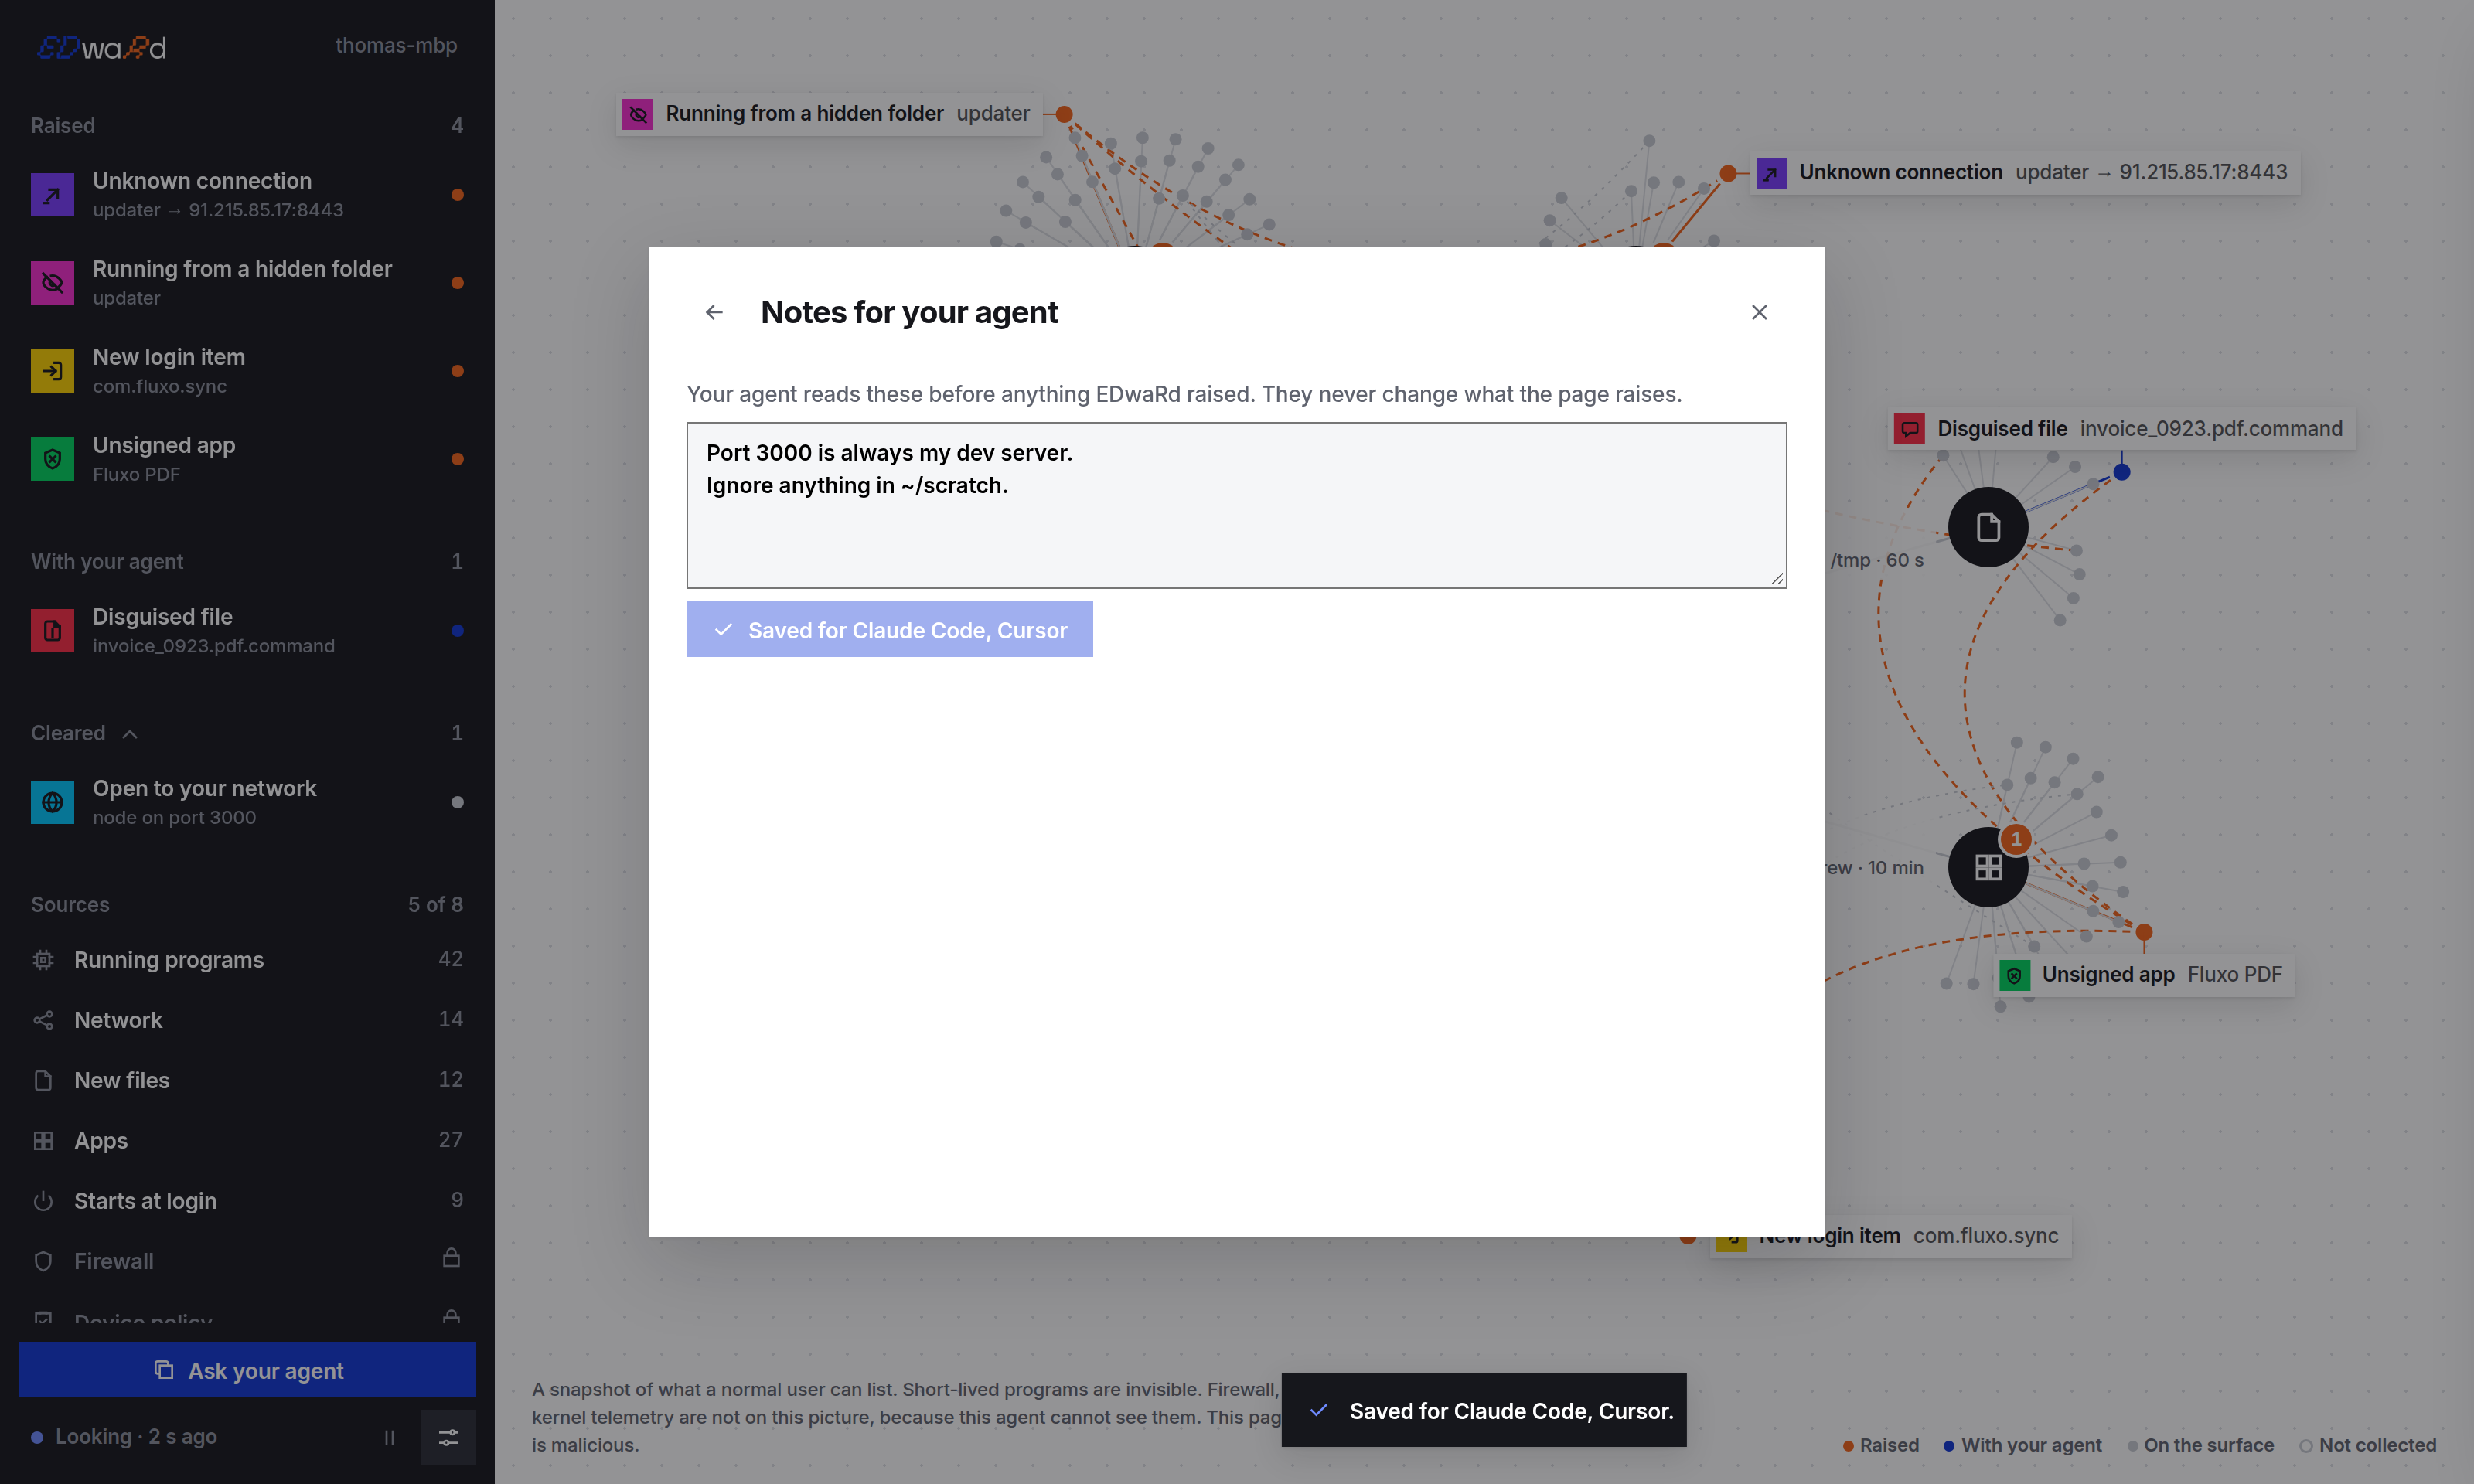 EDwaRd
thomas-mbp
Raised 4
Unknown connection
updater → 91.215.85.17:8443
Running from a hidden folder
updater
New login item
com.fluxo.sync
Unsigned app
Fluxo PDF
With your agent 1
Disguised file
invoice_0923.pdf.command
Cleared 1
Open to your network
node on port 3000
Sources 5 of 8
Running programs 42
Network 14
New files 12
Apps 27
Starts at login 9
Firewall
Device policy
Ask your agent
Looking · 2 s ago
Running from a hidden folder updater
Unknown connection updater → 91.215.85.17:8443
Notes for your agent
Your agent reads these before anything EDwaRd raised. They never change what the page raises.
Port 3000 is always my dev server.
Ignore anything in ~/scratch.
Saved for Claude Code, Cursor
Disguised file invoice_0923.pdf.command
/tmp · 60 s
1
rew · 10 min
Unsigned app Fluxo PDF
New login item com.fluxo.sync
A snapshot of what a normal user can list. Short-lived programs are invisible. Firewall,
kernel telemetry are not on this picture, because this agent cannot see them. This pag
is malicious.
Saved for Claude Code, Cursor.
Raised With your agent On the surface Not collected